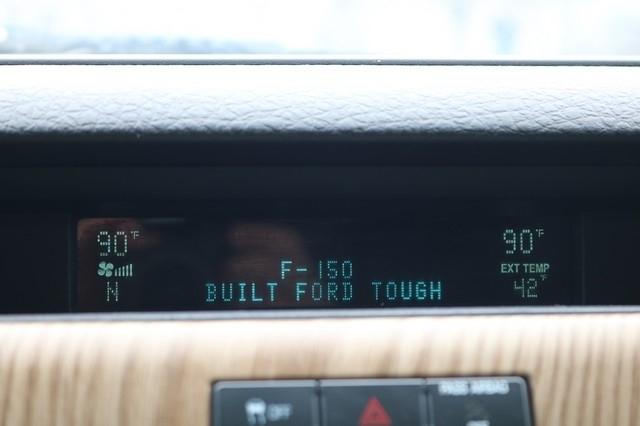 90°F
90°F
EXT TEMP
F-150
N
BUILT FORD TOUGH
42°F
PASS AIRBAG
OFF